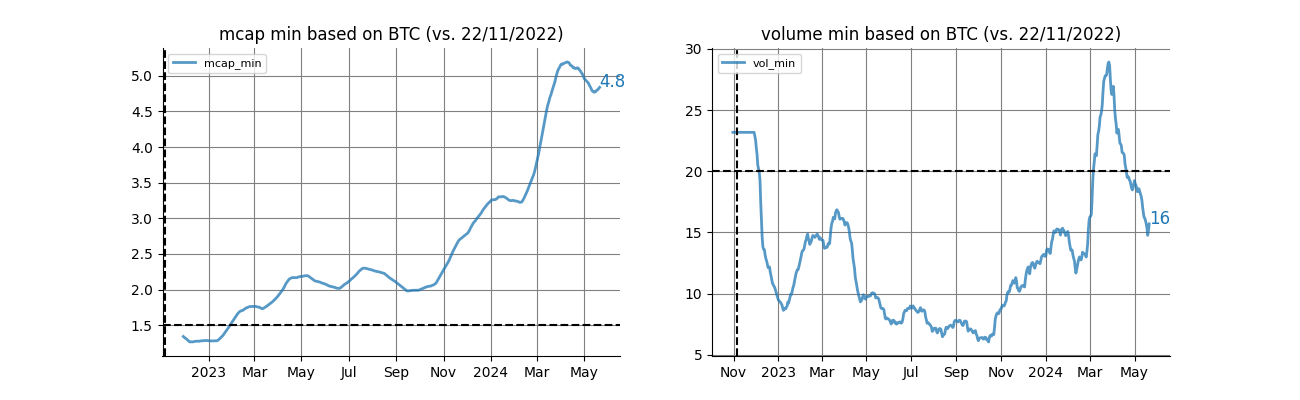 mcap min based on BTC (vs. 22/11/2022)
mcap_min
5.0
4.5
4.0
3.5
3.0
2.5
2.0
1.5
4.8
2023 Mar May Jul Sep Nov 2024 Mar May
volume min based on BTC (vs. 22/11/2022)
vol_min
30
25
20
15
10
5
16
Nov 2023 Mar May Jul Sep Nov 2024 Mar May